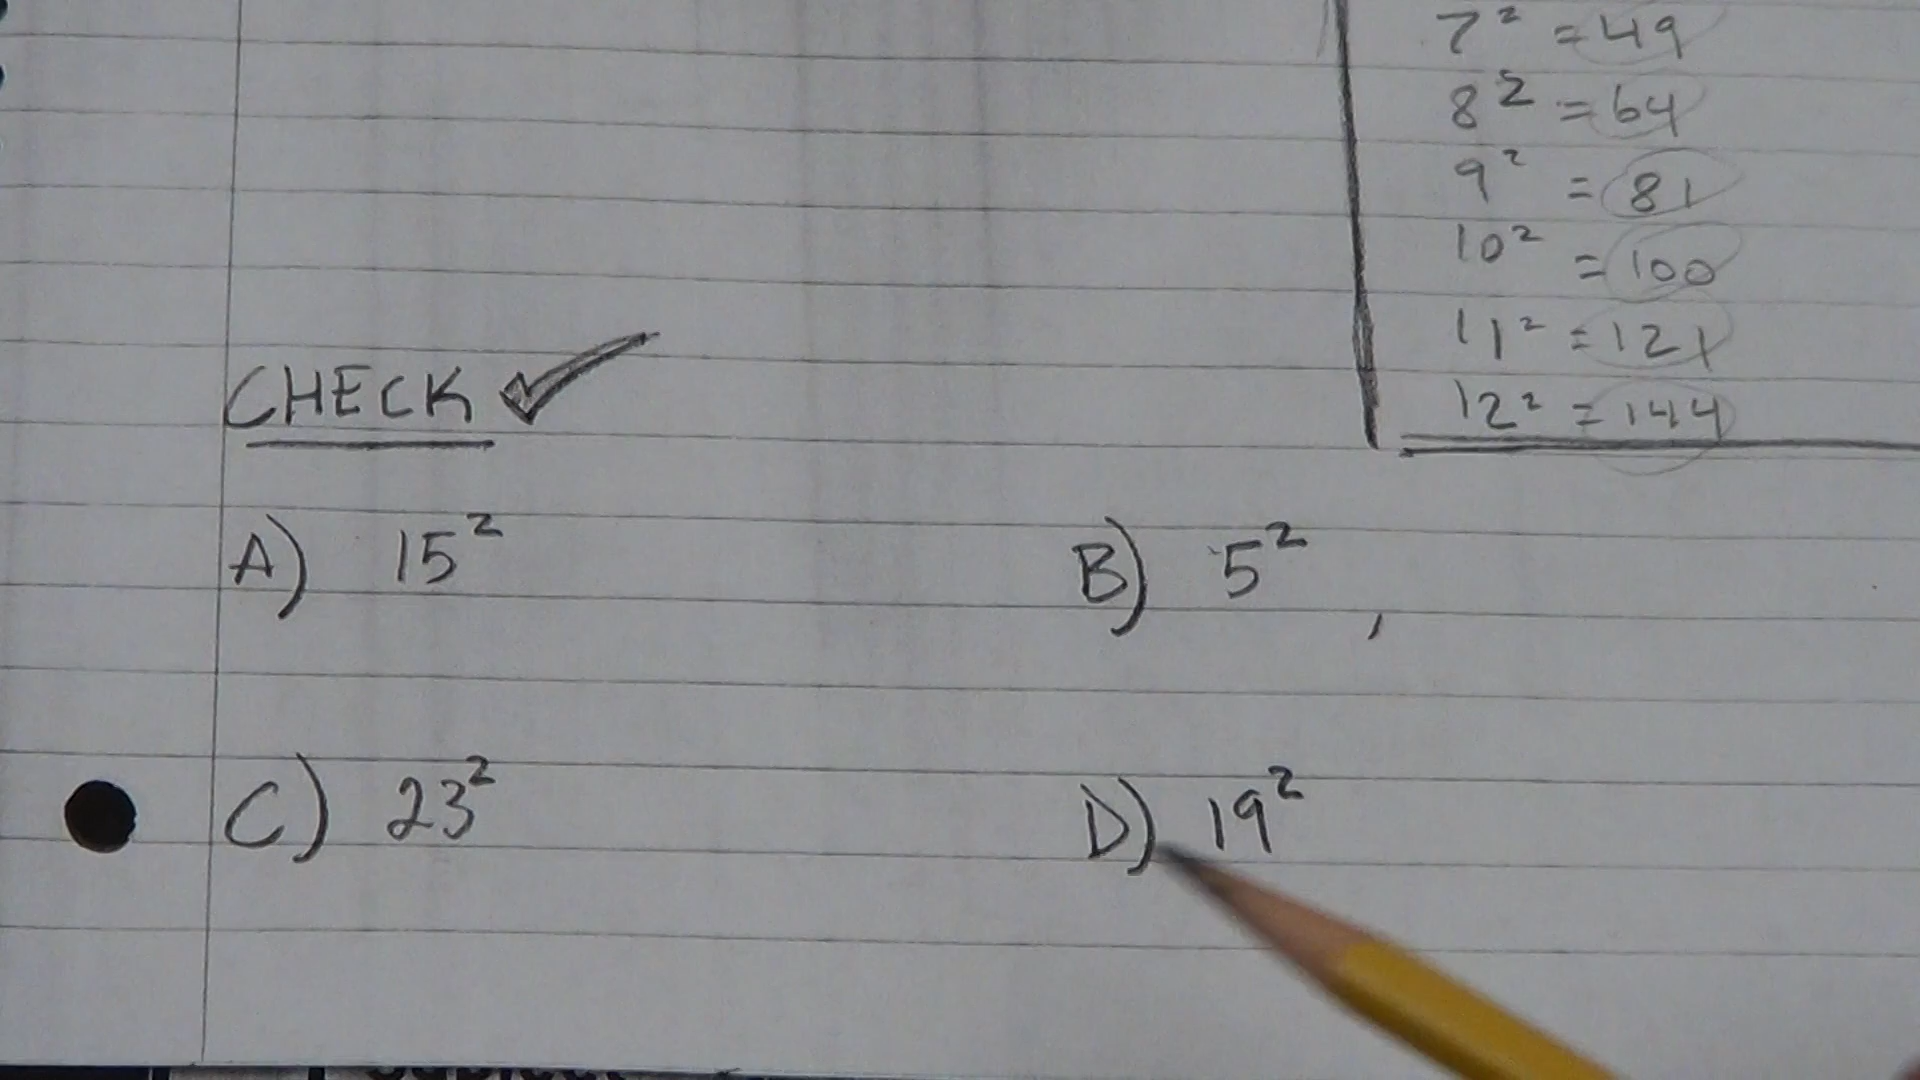 7² = 49
8² = 64
9² = 81
10² = 100
11² = 121
12² = 144
CHECK ✓
A) 15²
B) 5²
C) 23²
D) 19²